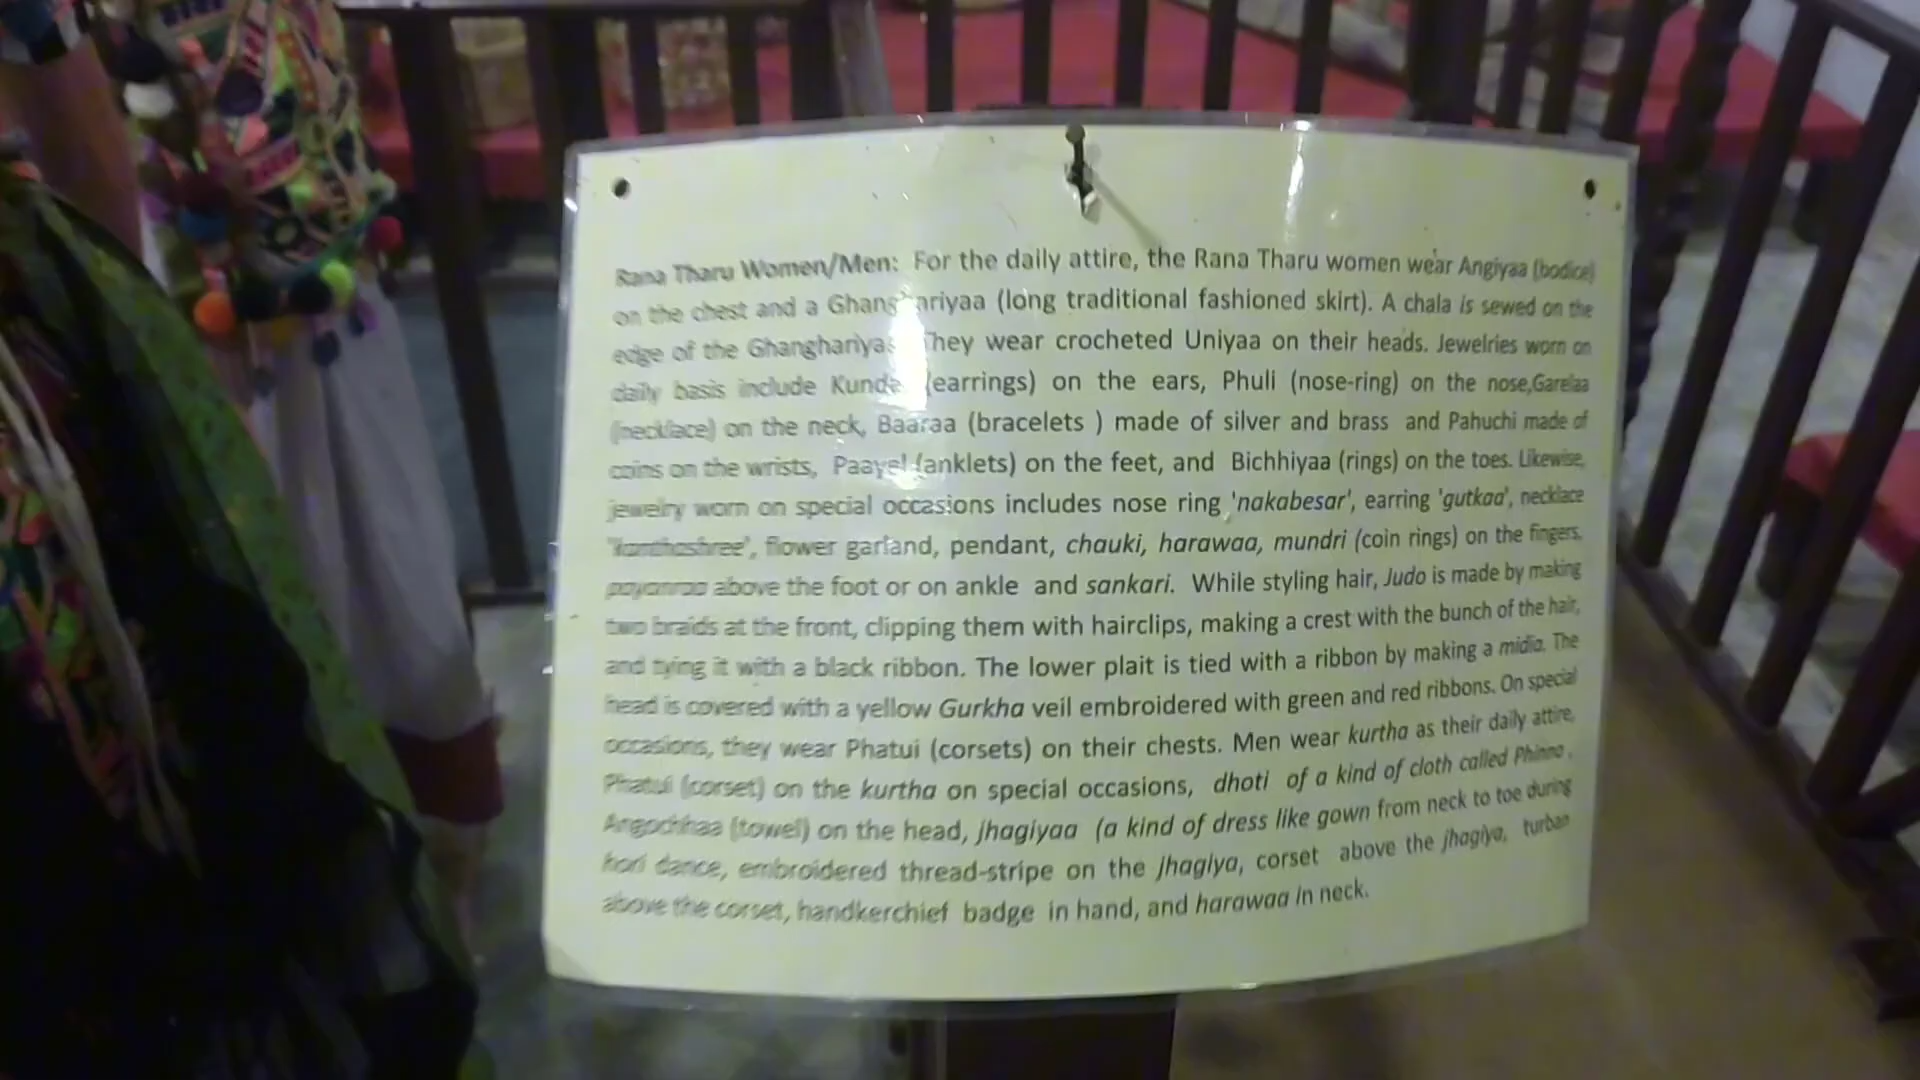 Rana Tharu Women/Men: For the daily attire, the Rana Tharu women wear Angiyaa (bodice)
on the chest and a Ghanghariyaa (long traditional fashioned skirt). A chala is sewed on the
edge of the Ghanghariyaa. They wear crocheted Uniyaa on their heads. Jewelries worn on
daily basis include (earrings) on the ears, Phuli (nose-ring) on the nose,Garelaa
(necklace) on the neck, Baaraa (bracelets ) made of silver and brass and Pahuchi made of
coins on the wrists, Paayel (anklets) on the feet, and Bichhiyaa (rings) on the toes. Likewise,
jewelry worn on special occasions includes nose ring 'nakabesar', earring 'gutkaa', necklace
flower garland, pendant, chauki, harawaa, mundri (coin rings) on the fingers,
above the foot or on ankle and sankari. While styling hair, Judo is made by making
two braids at the front, clipping them with hairclips, making a crest with the bunch of the hair,
and tying it with a black ribbon. The lower plait is tied with a ribbon by making a midia. The
head is covered with a yellow Gurkha veil embroidered with green and red ribbons. On special
occasions, they wear Phatui (corsets) on their chests. Men wear kurtha as their daily attire,
Phatui (corset) on the kurtha on special occasions, dhoti of a kind of cloth called
Angochhaa (towel) on the head, jhagiyaa (a kind of dress like gown from neck to toe during
hori dance, embroidered thread-stripe on the jhagiya, corset above the jhagiya, turban
above the corset, handkerchief badge in hand, and harawaa in neck.